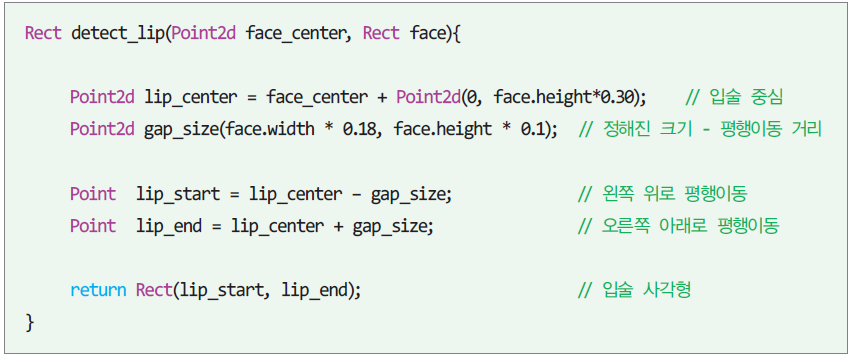 Rect detect_lip(Point2d face_center, Rect face){
Point2d lip_center = face_center + Point2d(0, face.height*0.30); // 입술 중심
Point2d gap_size(face.width * 0.18, face.height * 0.1); // 정해진 크기 - 평행이동 거리
Point lip_start = lip_center – gap_size; // 왼쪽 위로 평행이동
Point lip_end = lip_center + gap_size; // 오른쪽 아래로 평행이동
return Rect(lip_start, lip_end); // 입술 사각형
}